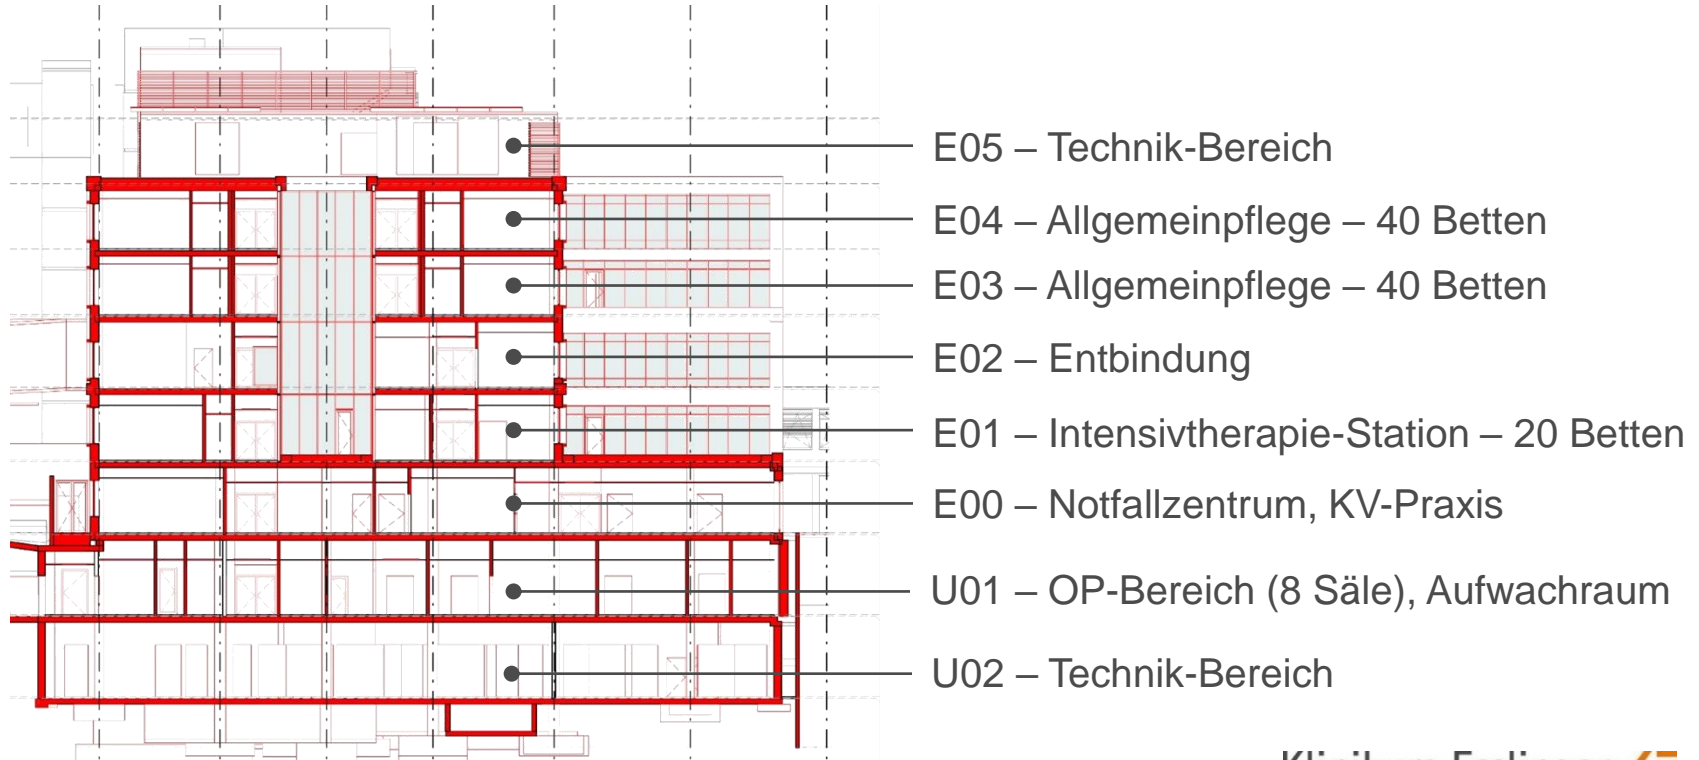 E05 – Technik-Bereich
E04 – Allgemeinpflege – 40 Betten
E03 – Allgemeinpflege – 40 Betten
E02 – Entbindung
E01 – Intensivtherapie-Station – 20 Betten
E00 – Notfallzentrum, KV-Praxis
U01 – OP-Bereich (8 Säle), Aufwachraum
U02 – Technik-Bereich